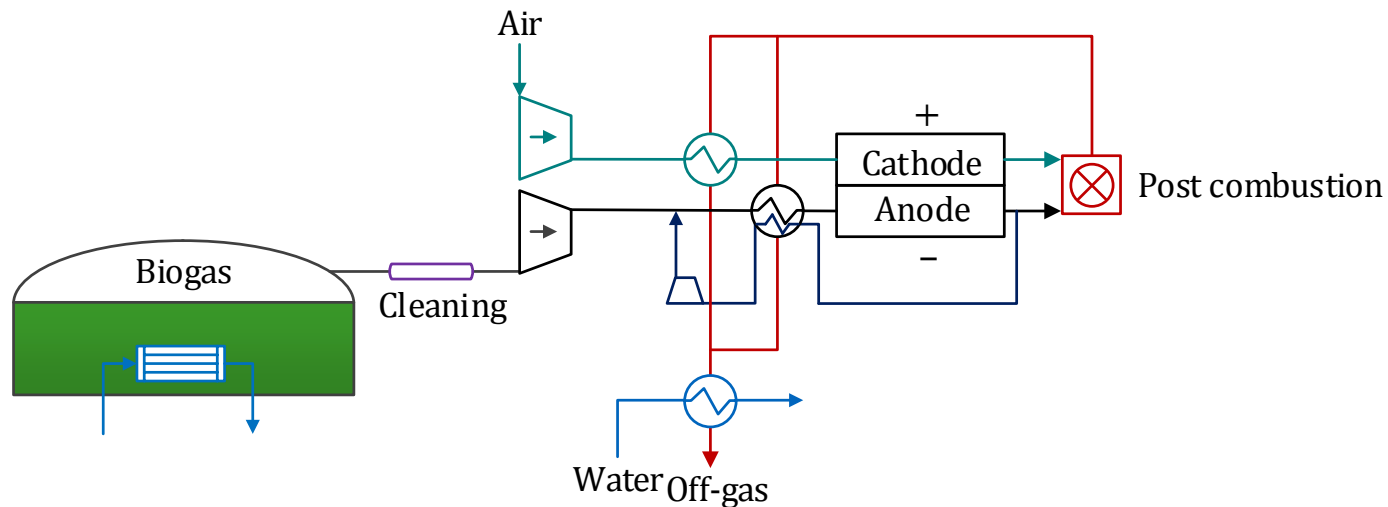 Air
+
Cathode
Post combustion
Anode
−
Biogas
Cleaning
Water
Off-gas